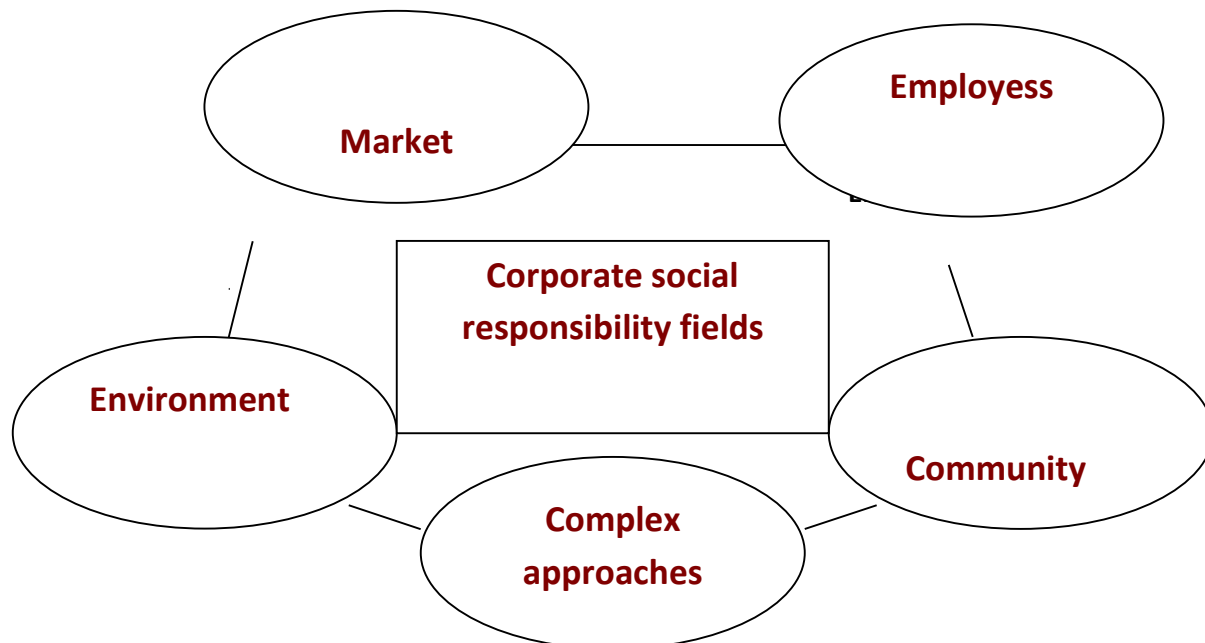 Employess
Market
Corporate social
responsibility fields
Environment
Community
Complex
approaches